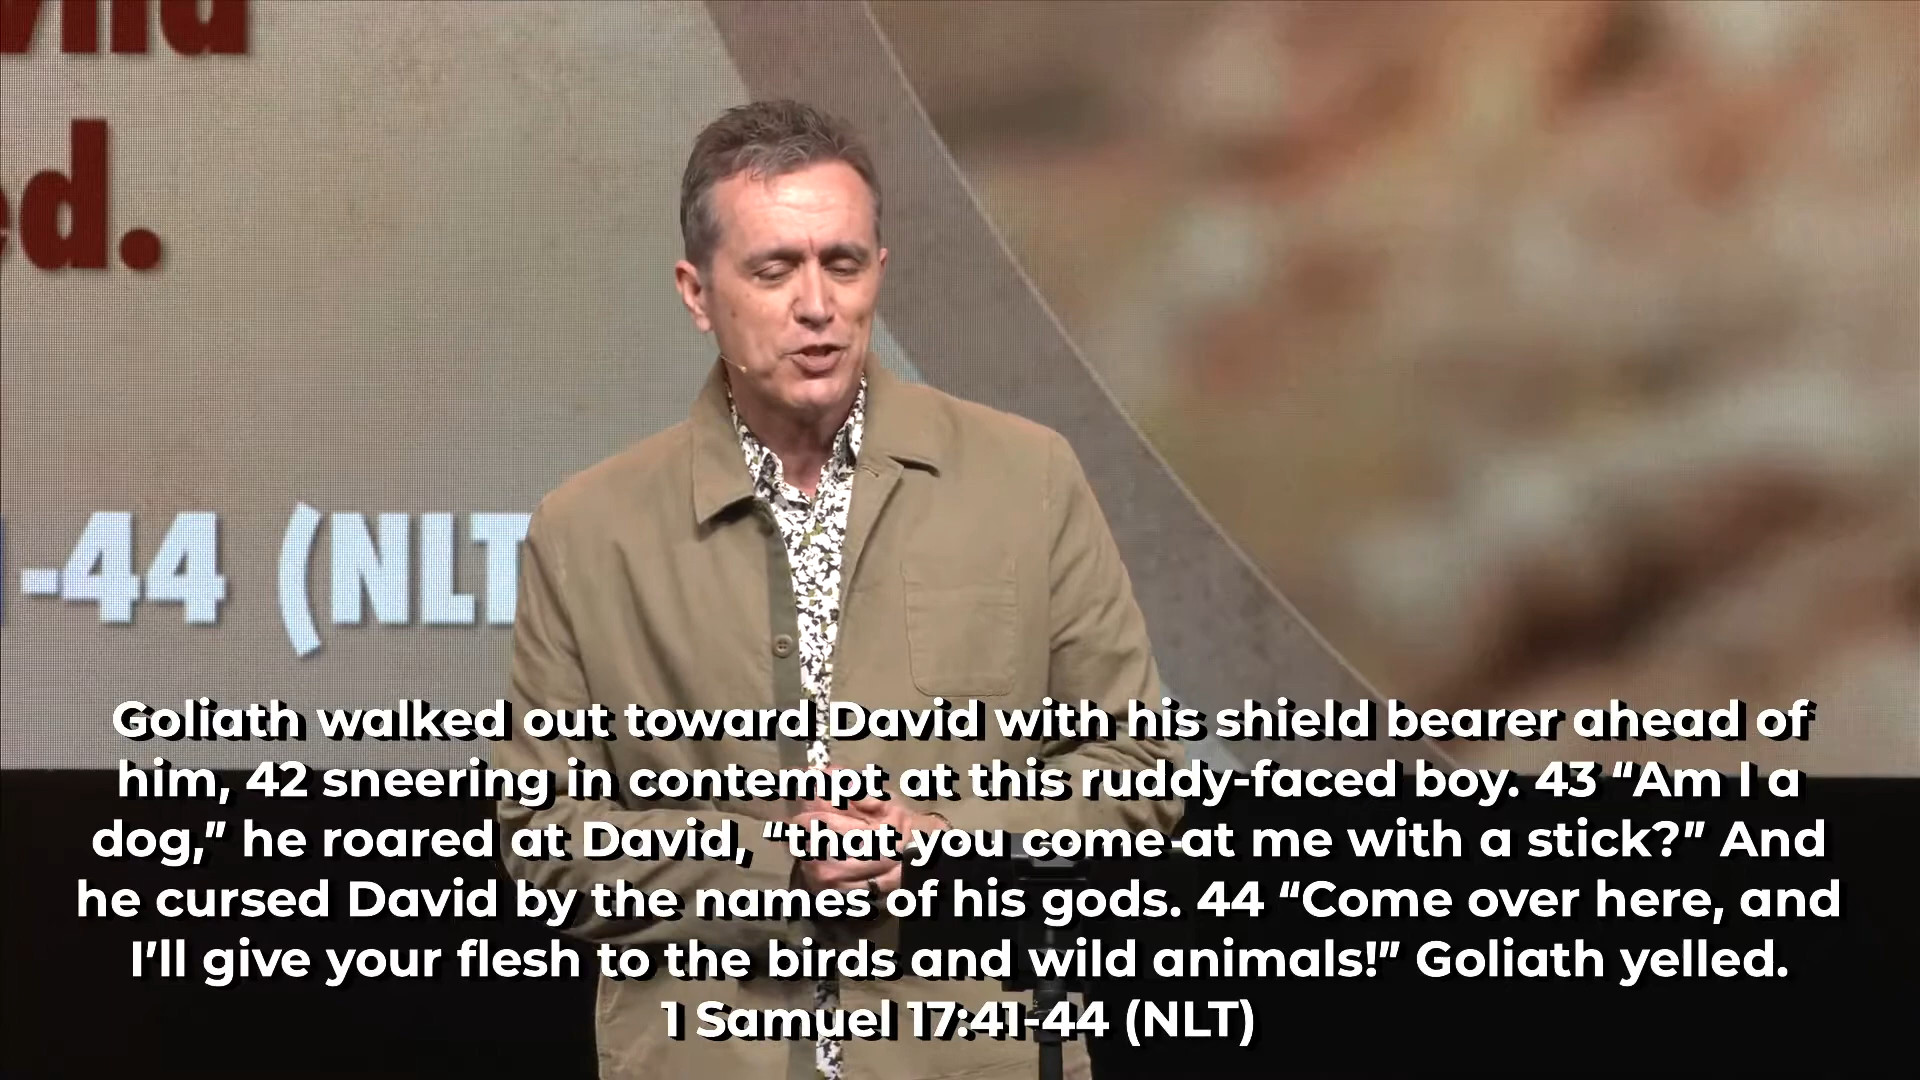 ed.
-44 (NLT
Goliath walked out toward David with his shield bearer ahead of
him, 42 sneering in contempt at this ruddy-faced boy. 43 “Am I a
dog,” he roared at David, “that you come at me with a stick?” And
he cursed David by the names of his gods. 44 “Come over here, and
I’ll give your flesh to the birds and wild animals!” Goliath yelled.
1 Samuel 17:41-44 (NLT)